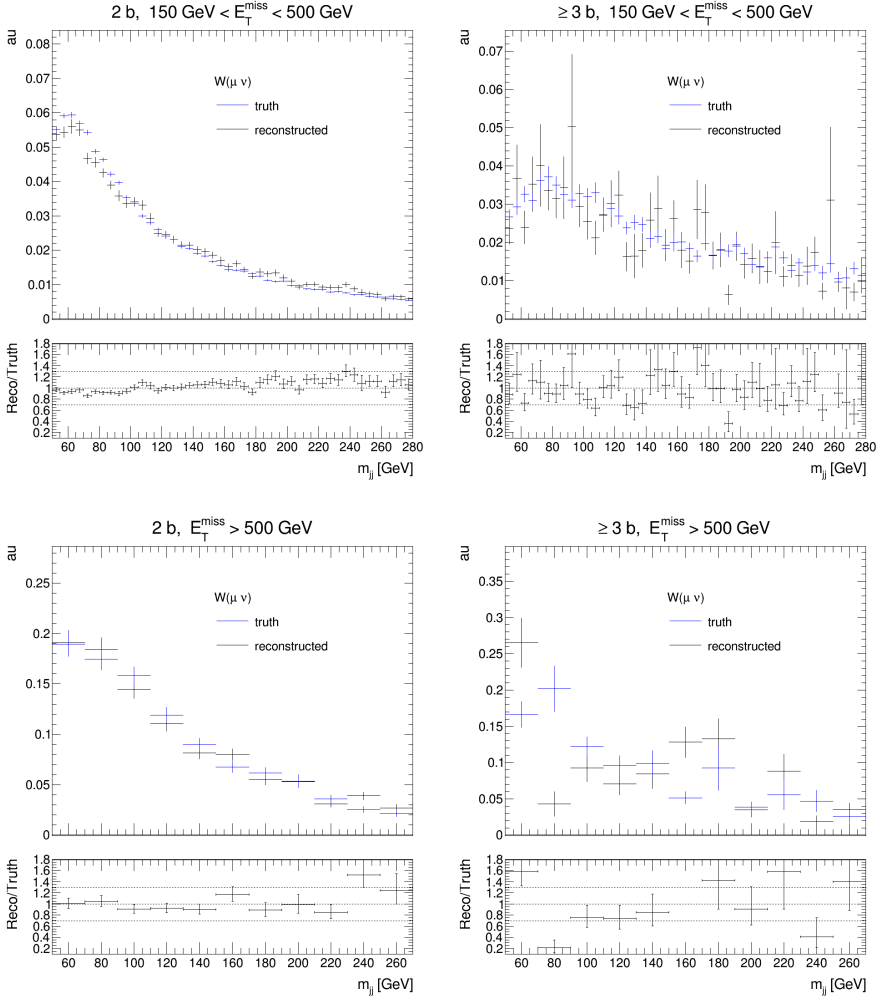 2 b, 150 GeV < E_T^miss < 500 GeV
au
0.08
0.07
0.06
0.05
0.04
0.03
0.02
0.01
0
W(μ ν)
truth
reconstructed
Reco/Truth
1.8
1.6
1.4
1.2
1
0.8
0.6
0.4
0.2
60 80 100 120 140 160 180 200 220 240 260 280
m_jj [GeV]
≥ 3 b, 150 GeV < E_T^miss < 500 GeV
au
0.07
0.06
0.05
0.04
0.03
0.02
0.01
0
W(μ ν)
truth
reconstructed
Reco/Truth
1.8
1.6
1.4
1.2
1
0.8
0.6
0.4
0.2
60 80 100 120 140 160 180 200 220 240 260 280
m_jj [GeV]
2 b, E_T^miss > 500 GeV
au
0.25
0.2
0.15
0.1
0.05
0
W(μ ν)
truth
reconstructed
Reco/Truth
1.8
1.6
1.4
1.2
1
0.8
0.6
0.4
0.2
60 80 100 120 140 160 180 200 220 240 260
m_jj [GeV]
≥ 3 b, E_T^miss > 500 GeV
au
0.35
0.3
0.25
0.2
0.15
0.1
0.05
0
W(μ ν)
truth
reconstructed
Reco/Truth
1.8
1.6
1.4
1.2
1
0.8
0.6
0.4
0.2
60 80 100 120 140 160 180 200 220 240 260
m_jj [GeV]